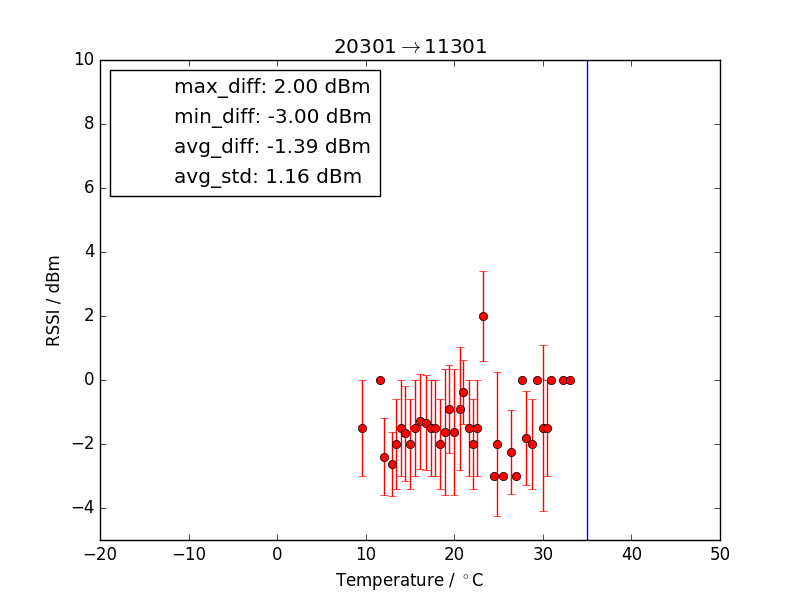 20301→11301
max_diff: 2.00 dBm
min_diff: -3.00 dBm
avg_diff: -1.39 dBm
avg_std: 1.16 dBm
10
8
6
4
2
0
−2
−4
RSSI / dBm
−20 −10 0 10 20 30 40 50
Temperature / °C